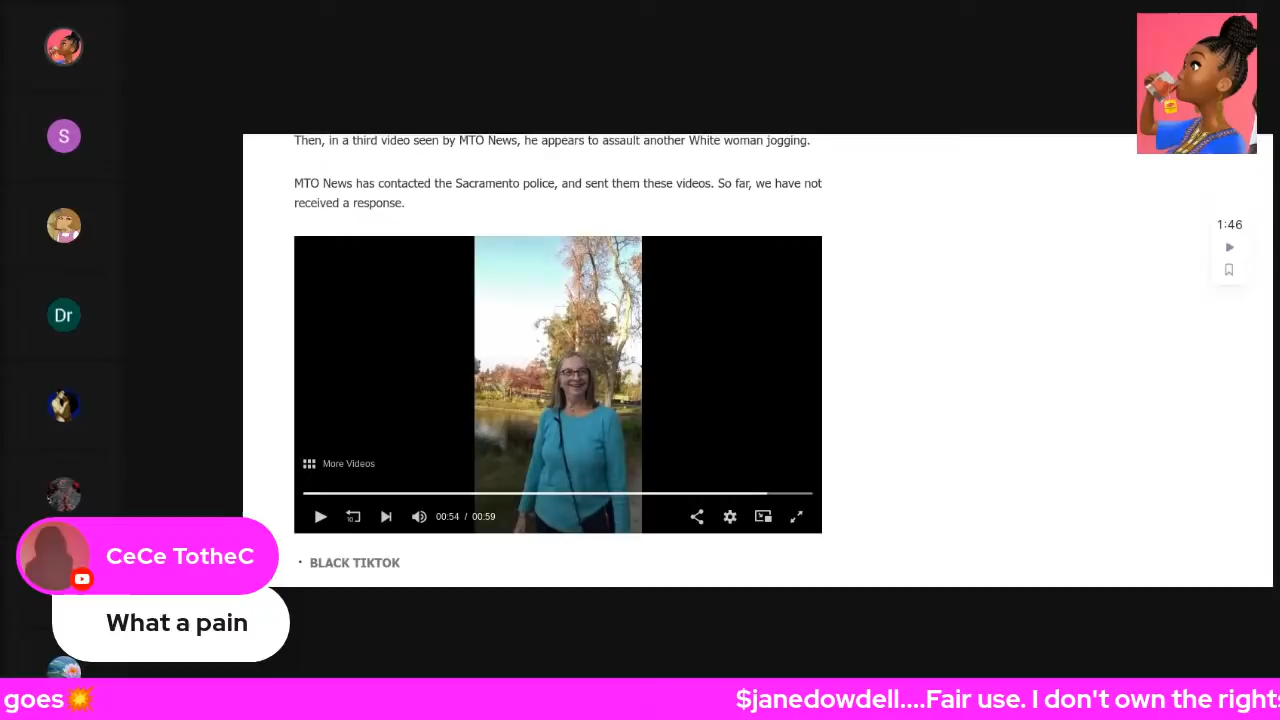 Then, in a third video seen by MTO News, he appears to assault another White woman jogging.
MTO News has contacted the Sacramento police, and sent them these videos. So far, we have not
received a response.
1:46
S
Dr
More Videos
10
00:54 / 00:59
• BLACK TIKTOK
CeCe TotheC
What a pain
goes💥
$janedowdell....Fair use. I don't own the rights